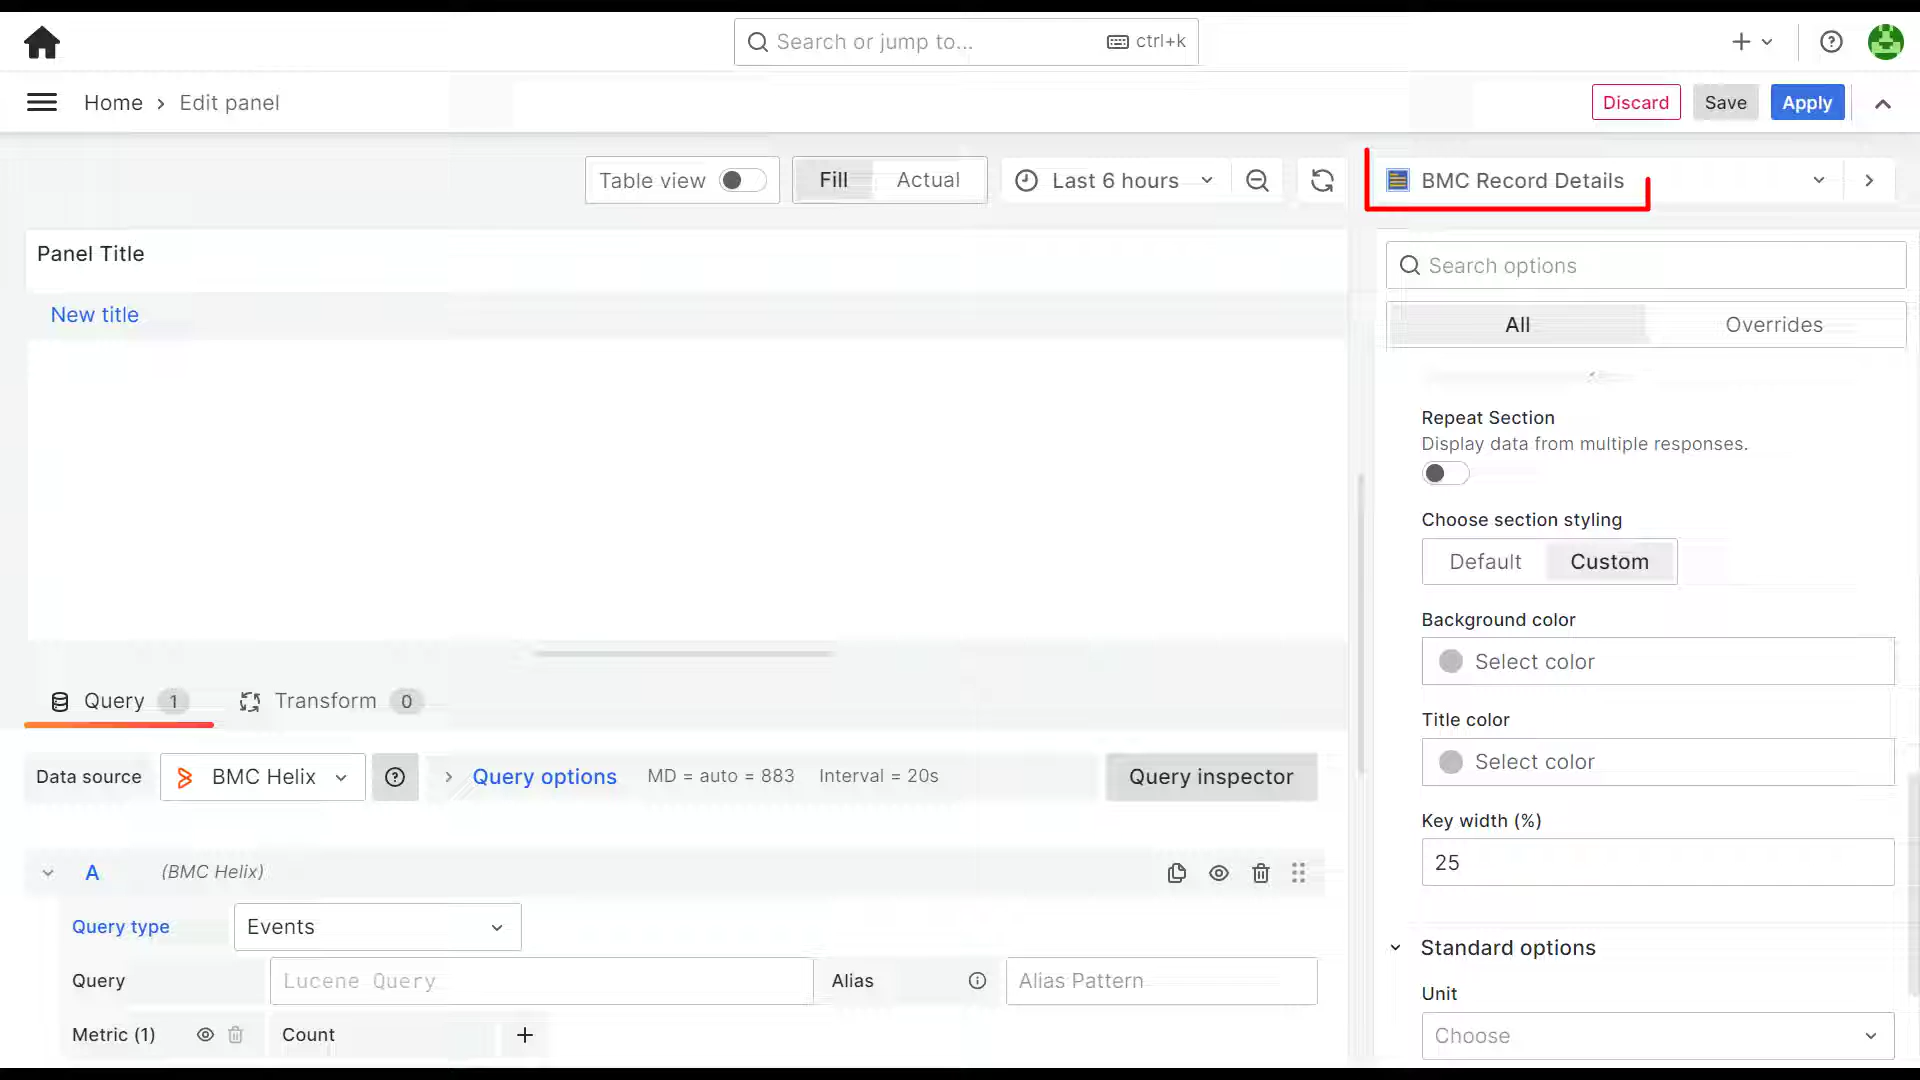 Search or jump to...
ctrl+k
Home
Edit panel
Discard
Save
Apply
Table view
Fill
Actual
Last 6 hours
BMC Record Details
Panel Title
New title
Search options
All
Overrides
Repeat Section
Display data from multiple responses.
Choose section styling
Default
Custom
Background color
Select color
Title color
Select color
Key width (%)
25
Standard options
Unit
Choose
Query 1
Transform 0
Data source
BMC Helix
Query options
MD = auto = 883
Interval = 20s
Query inspector
A
(BMC Helix)
Query type
Events
Query
Lucene Query
Alias
Alias Pattern
Metric (1)
Count